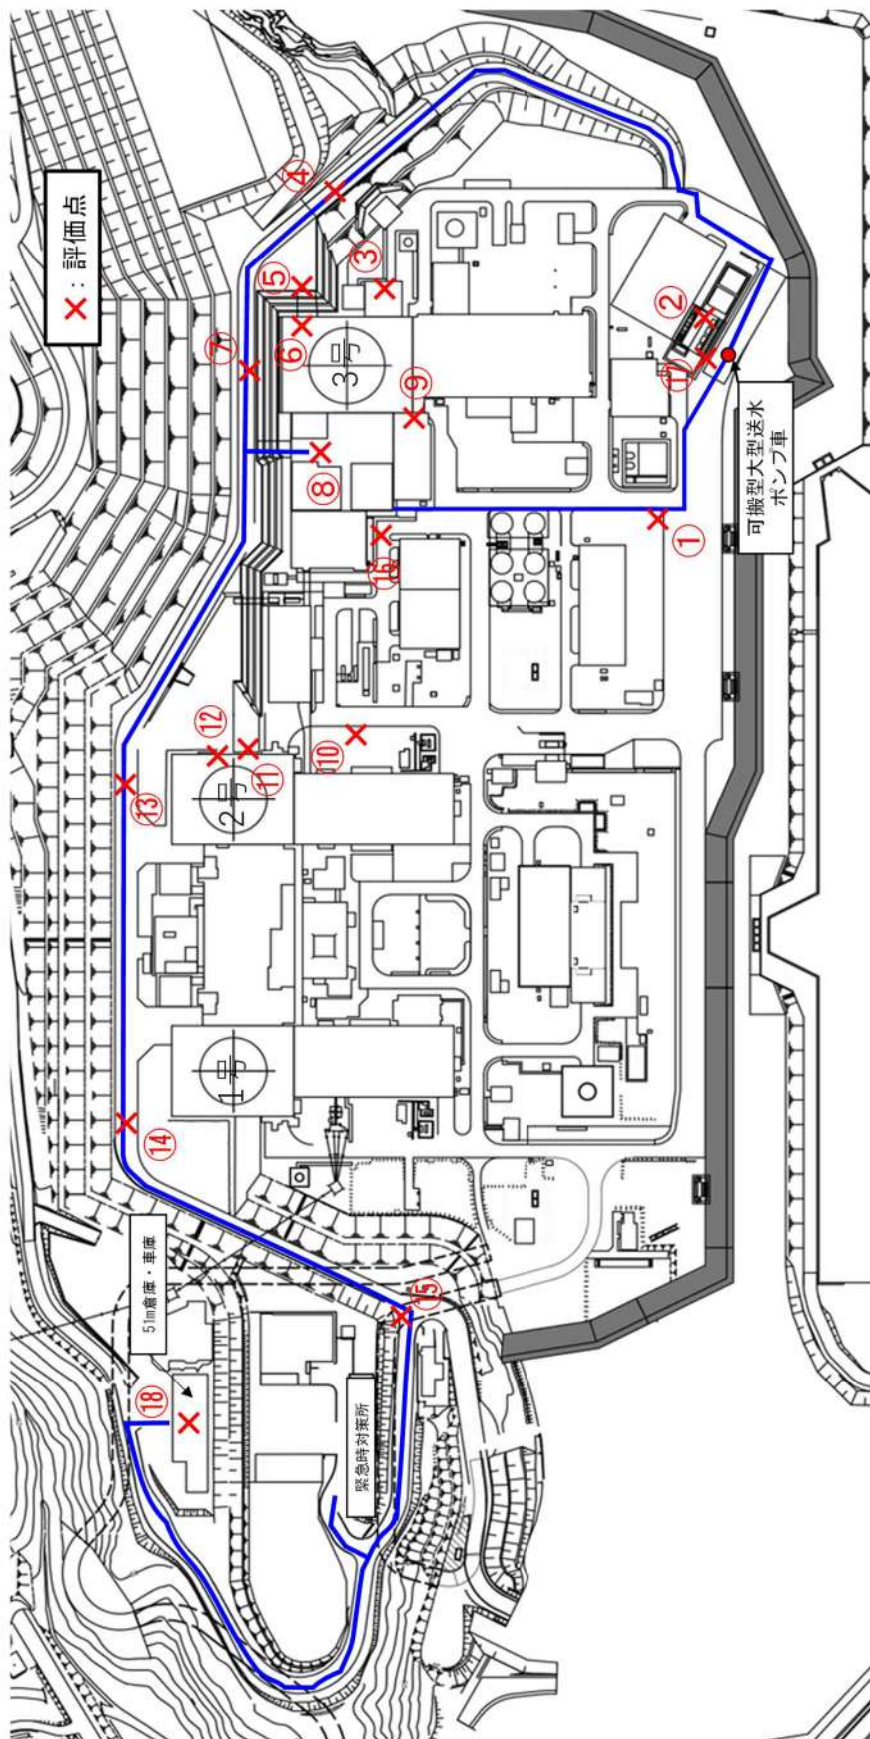 ×：評価点
④
③
⑤
⑥
⑦
3号
②
⑰
⑨
⑧
可搬型大型送水
ポンプ車
①
⑯
⑫
⑪
⑩
⑬
2号
1号
⑭
51m倉庫・車庫
⑮
⑱
緊急時対策所